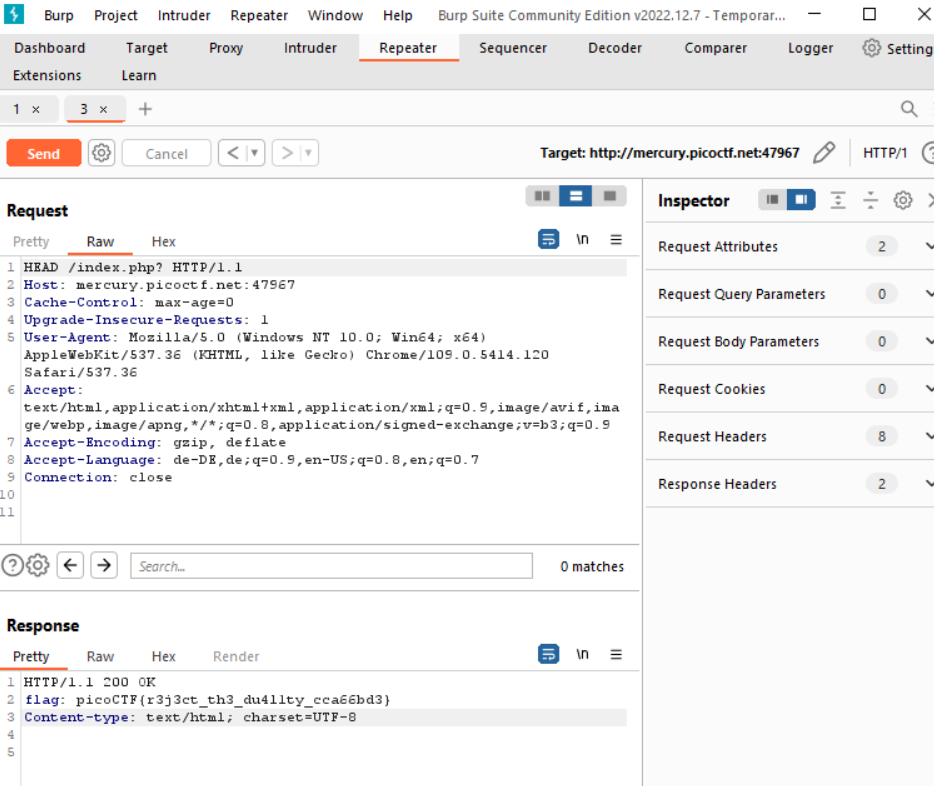 Burp Project Intruder Repeater Window Help Burp Suite Community Edition v2022.12.7 - Temporar...
Dashboard Target Proxy Intruder Repeater Sequencer Decoder Comparer Logger Setting
Extensions Learn
1 × 3 × +
Send Cancel < > Target: http://mercury.picoctf.net:47967 HTTP/1 ?
Request
Pretty Raw Hex \n
1 HEAD /index.php? HTTP/1.1
2 Host: mercury.picoctf.net:47967
3 Cache-Control: max-age=0
4 Upgrade-Insecure-Requests: 1
5 User-Agent: Mozilla/5.0 (Windows NT 10.0; Win64; x64)
AppleWebKit/537.36 (KHTML, like Gecko) Chrome/109.0.5414.120
Safari/537.36
6 Accept:
text/html,application/xhtml+xml,application/xml;q=0.9,image/avif,ima
ge/webp,image/apng,*/*;q=0.8,application/signed-exchange;v=b3;q=0.9
7 Accept-Encoding: gzip, deflate
8 Accept-Language: de-DE,de;q=0.9,en-US;q=0.8,en;q=0.7
9 Connection: close
10
11
? Search... 0 matches
Response
Pretty Raw Hex Render \n
1 HTTP/1.1 200 OK
2 flag: picoCTF{r3j3ct_th3_du4l1ty_cca66bd3}
3 Content-type: text/html; charset=UTF-8
4
5
Inspector
Request Attributes 2
Request Query Parameters 0
Request Body Parameters 0
Request Cookies 0
Request Headers 8
Response Headers 2